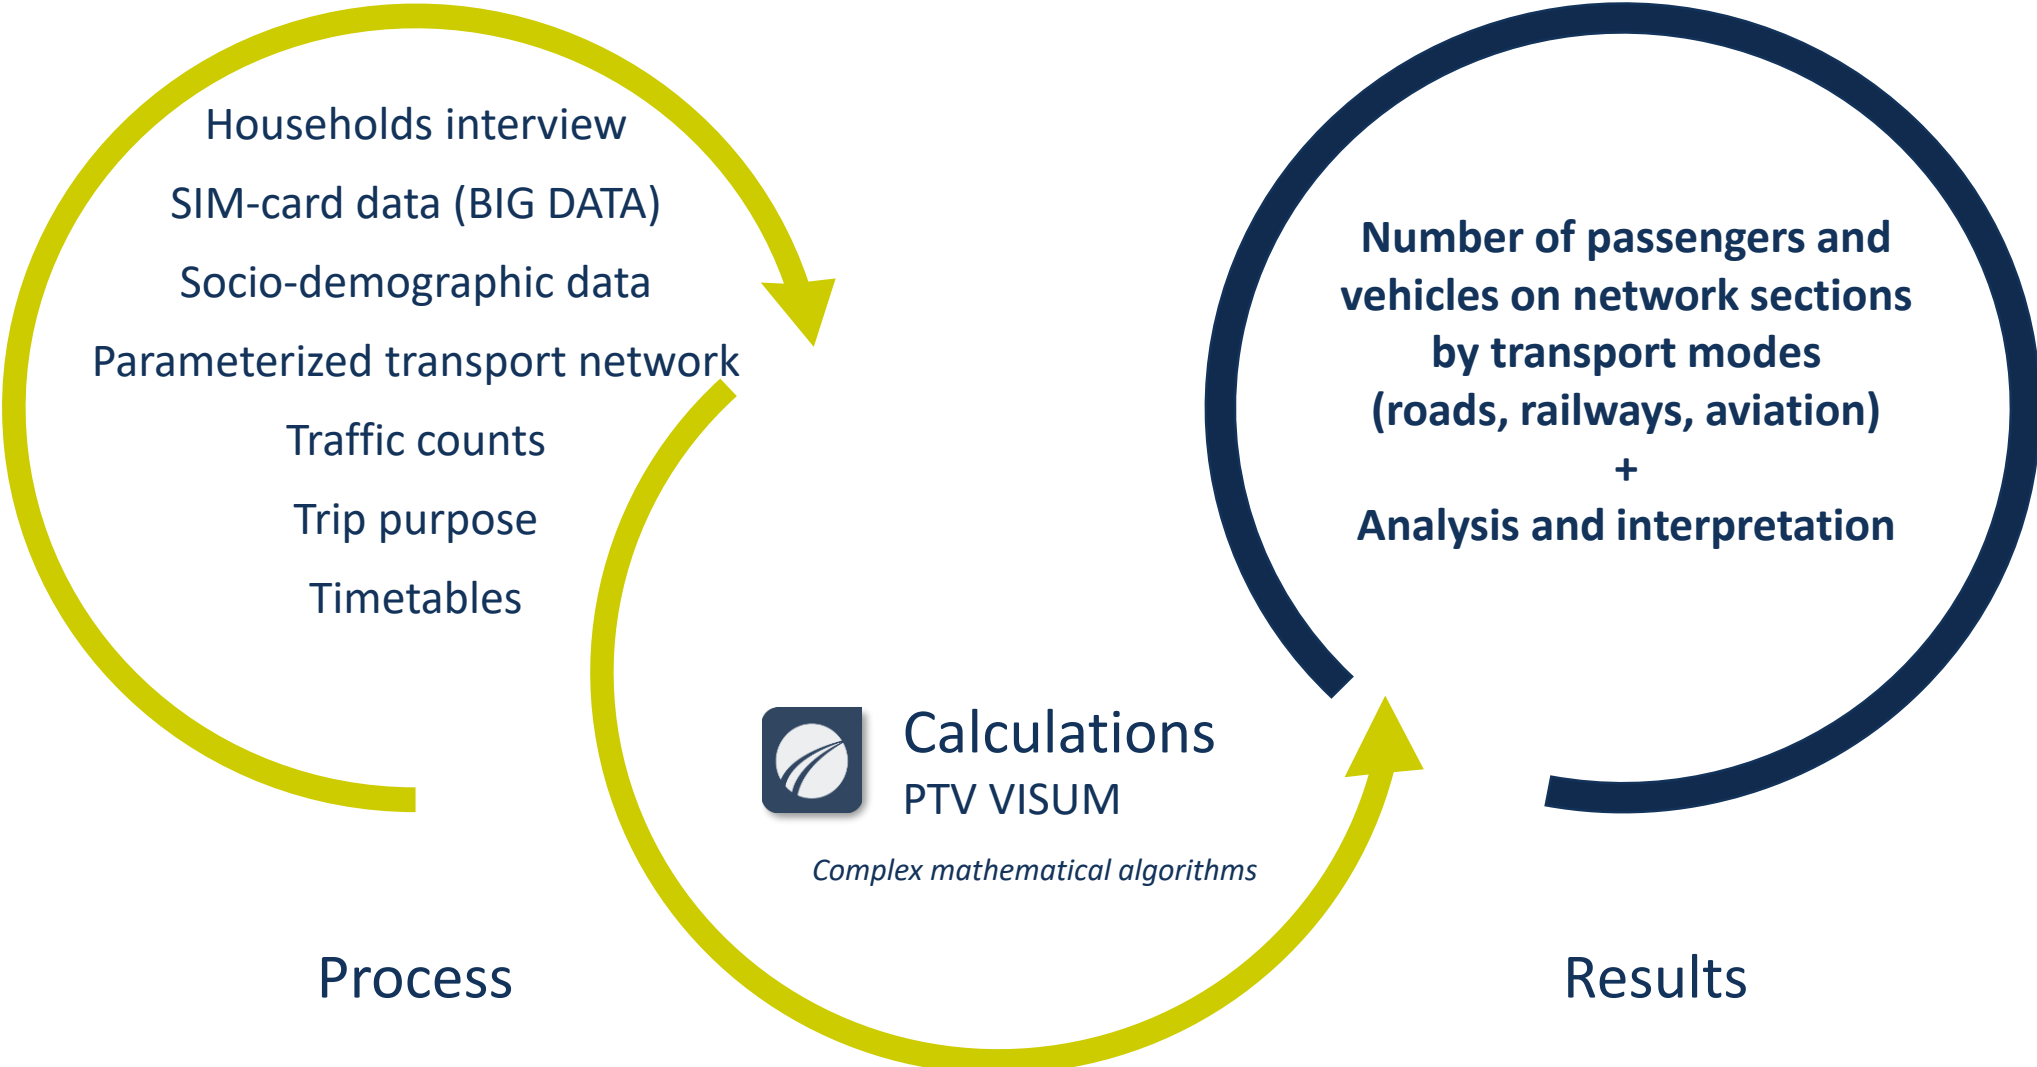 Households interview
SIM-card data (BIG DATA)
Socio-demographic data
Parameterized transport network
Traffic counts
Trip purpose
Timetables
Process
Calculations
PTV VISUM
Complex mathematical algorithms
Number of passengers and
vehicles on network sections
by transport modes
(roads, railways, aviation)
+
Analysis and interpretation
Results